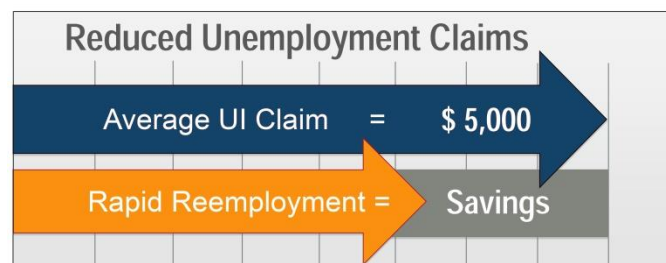 Reduced Unemployment Claims
Average UI Claim = $ 5,000
Rapid Reemployment = Savings